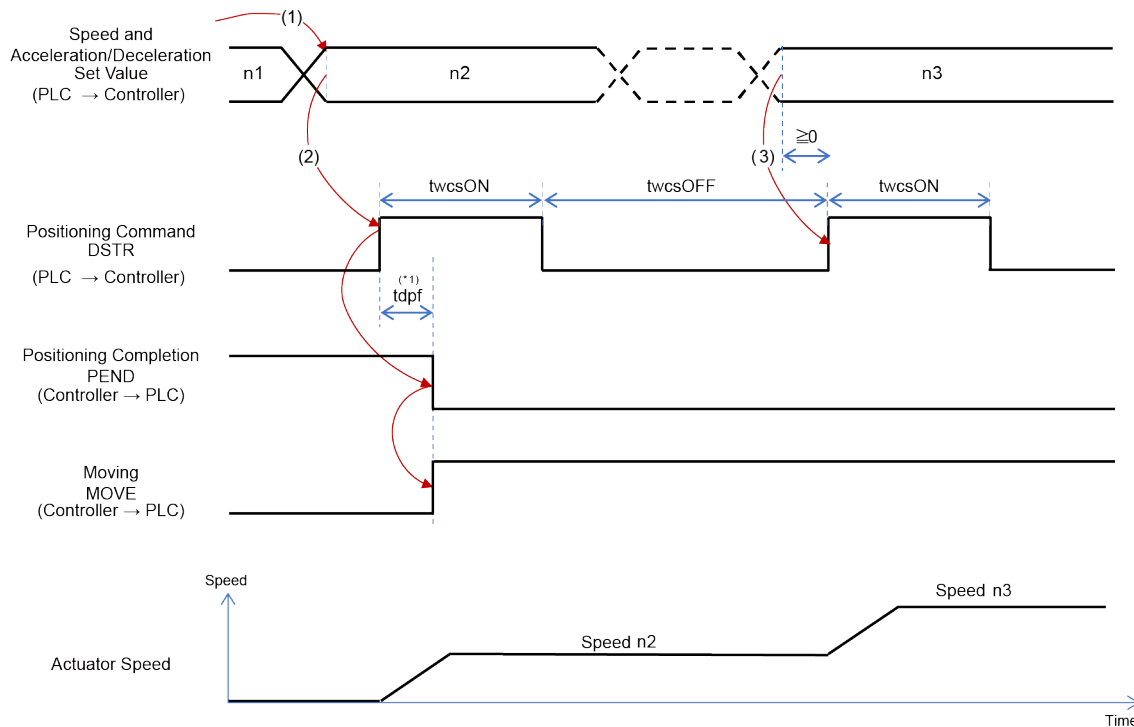 Speed and
Acceleration/Deceleration
Set Value
(PLC → Controller)
(1)
n1
n2
n3
(2)
(3)
≧0
twcsON
twcsOFF
twcsON
Positioning Command
DSTR
(PLC → Controller)
(*1)
tdpf
Positioning Completion
PEND
(Controller → PLC)
Moving
MOVE
(Controller → PLC)
Speed
Speed n3
Speed n2
Actuator Speed
Time